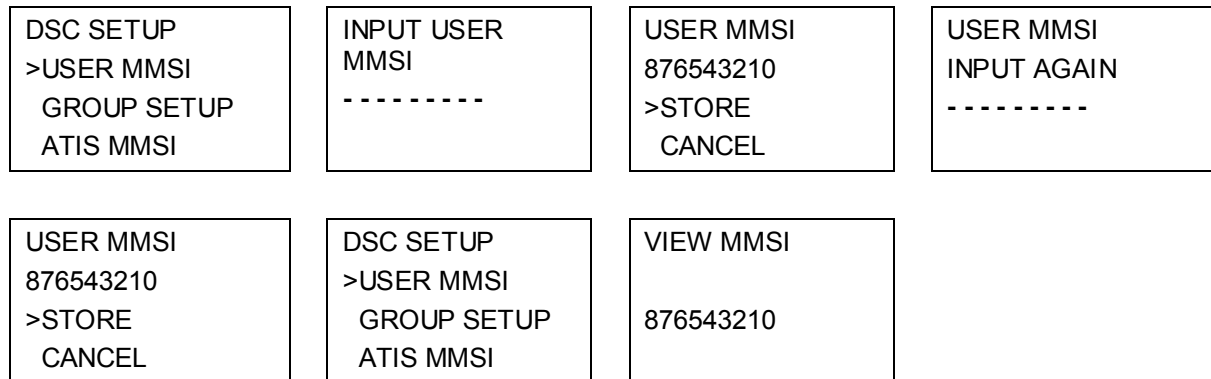 DSC SETUP
>USER MMSI
GROUP SETUP
ATIS MMSI
INPUT USER
MMSI
- - - - - - - - -
USER MMSI
876543210
>STORE
CANCEL
USER MMSI
INPUT AGAIN
- - - - - - - - -
USER MMSI
876543210
>STORE
CANCEL
DSC SETUP
>USER MMSI
GROUP SETUP
ATIS MMSI
VIEW MMSI
876543210